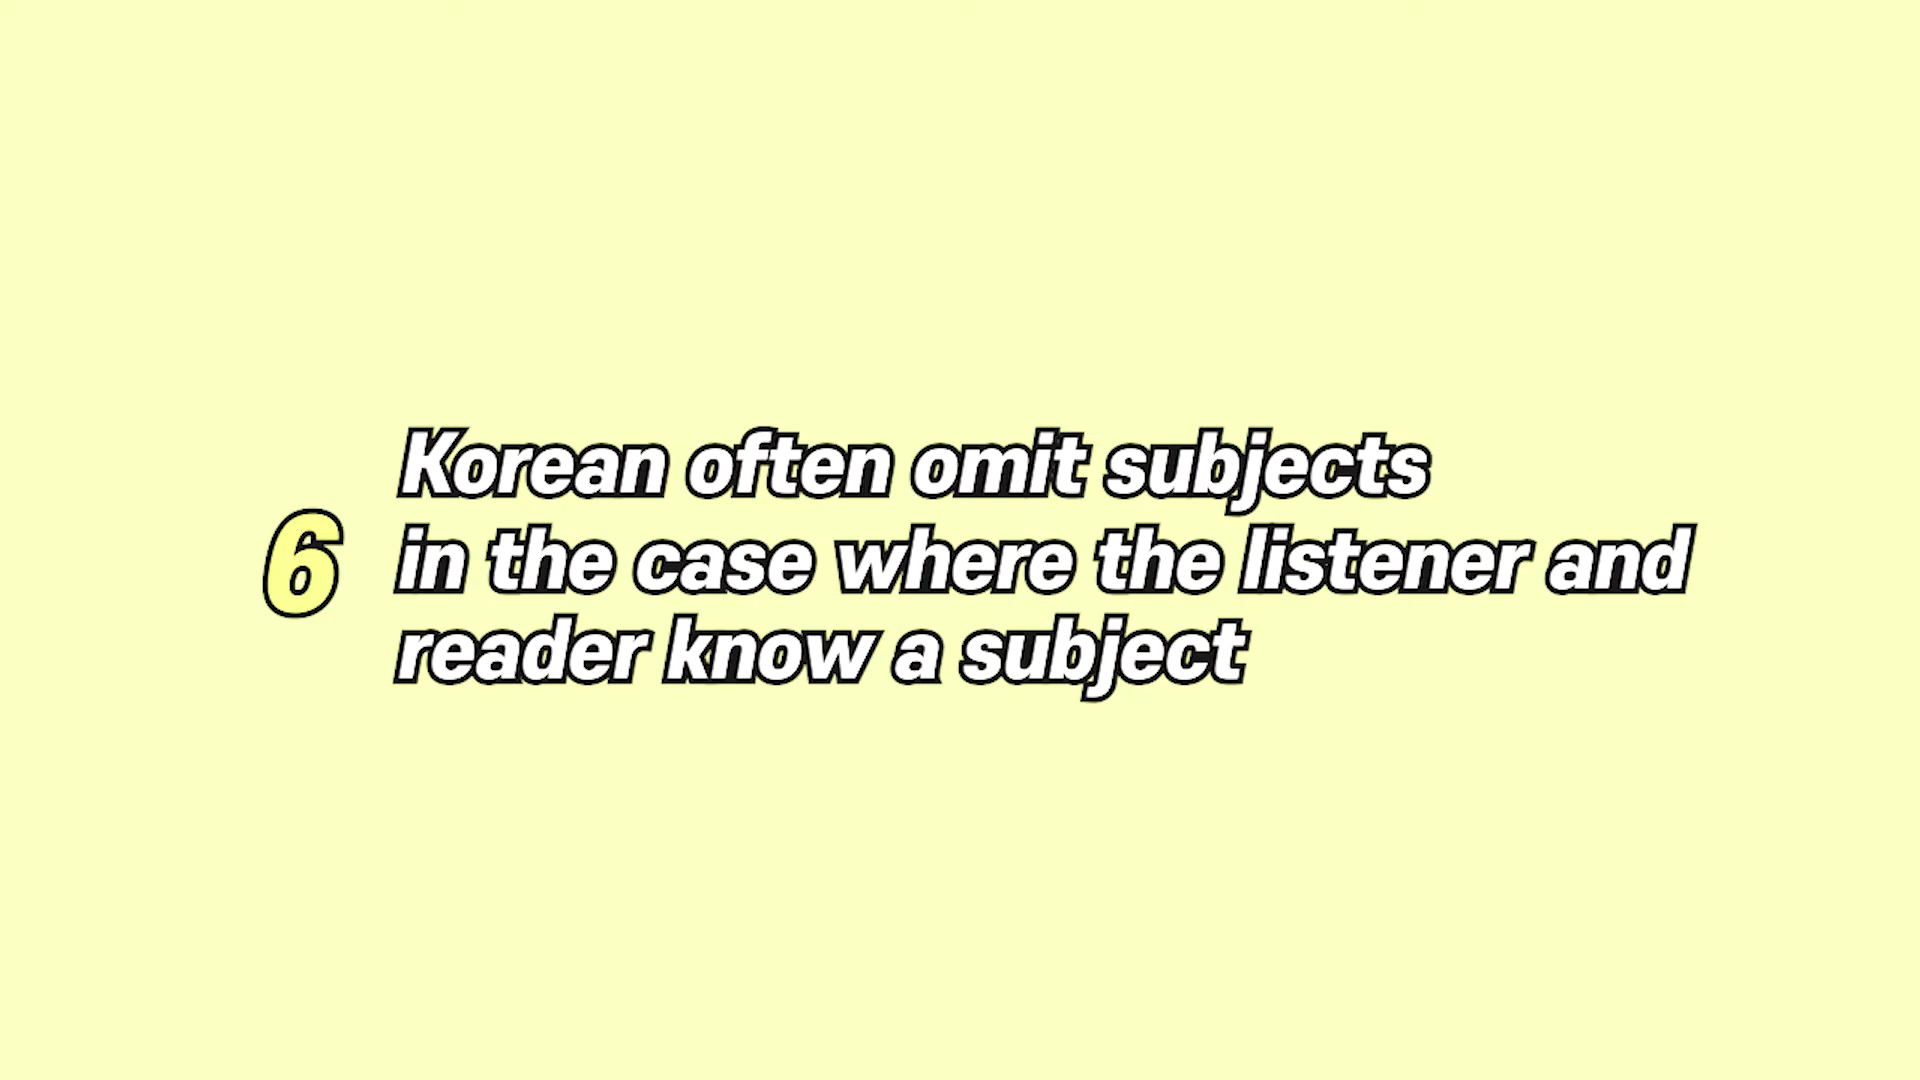 6
Korean often omit subjects
in the case where the listener and
reader know a subject